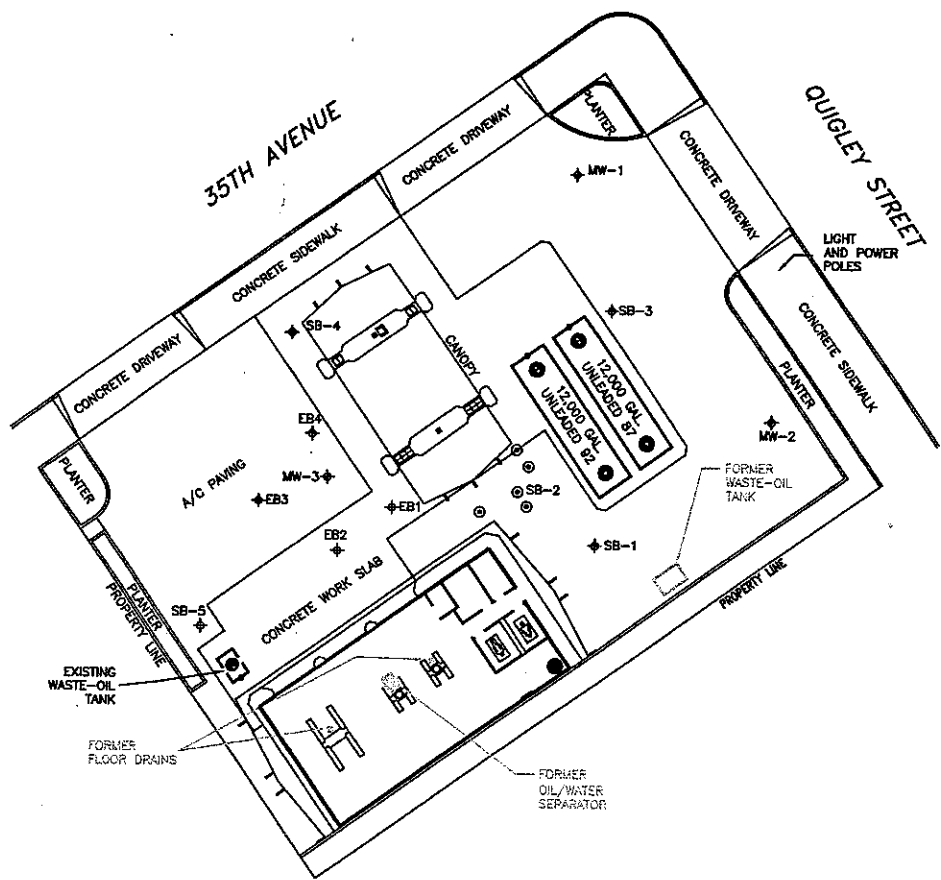 35TH AVENUE
QUIGLEY STREET
PLANTER
CONCRETE DRIVEWAY
CONCRETE DRIVEWAY
MW-1
LIGHT
AND POWER
POLES
CONCRETE SIDEWALK
SB-3
SB-4
CONCRETE DRIVEWAY
CANOPY
12,000 GAL
UNLEADED 87
12,000 GAL
UNLEADED 92
PLANTER
CONCRETE SIDEWALK
MW-2
EB4
PLANTER
A/C PAVING
MW-3
EB3
EB1
SB-2
FORMER
WASTE-OIL
TANK
EB2
SB-1
CONCRETE WORK SLAB
PLANTER
PROPERTY LINE
PROPERTY LINE
SB-5
EXISTING
WASTE-OIL
TANK
FORMER
FLOOR DRAINS
FORMER
OIL/WATER
SEPARATOR